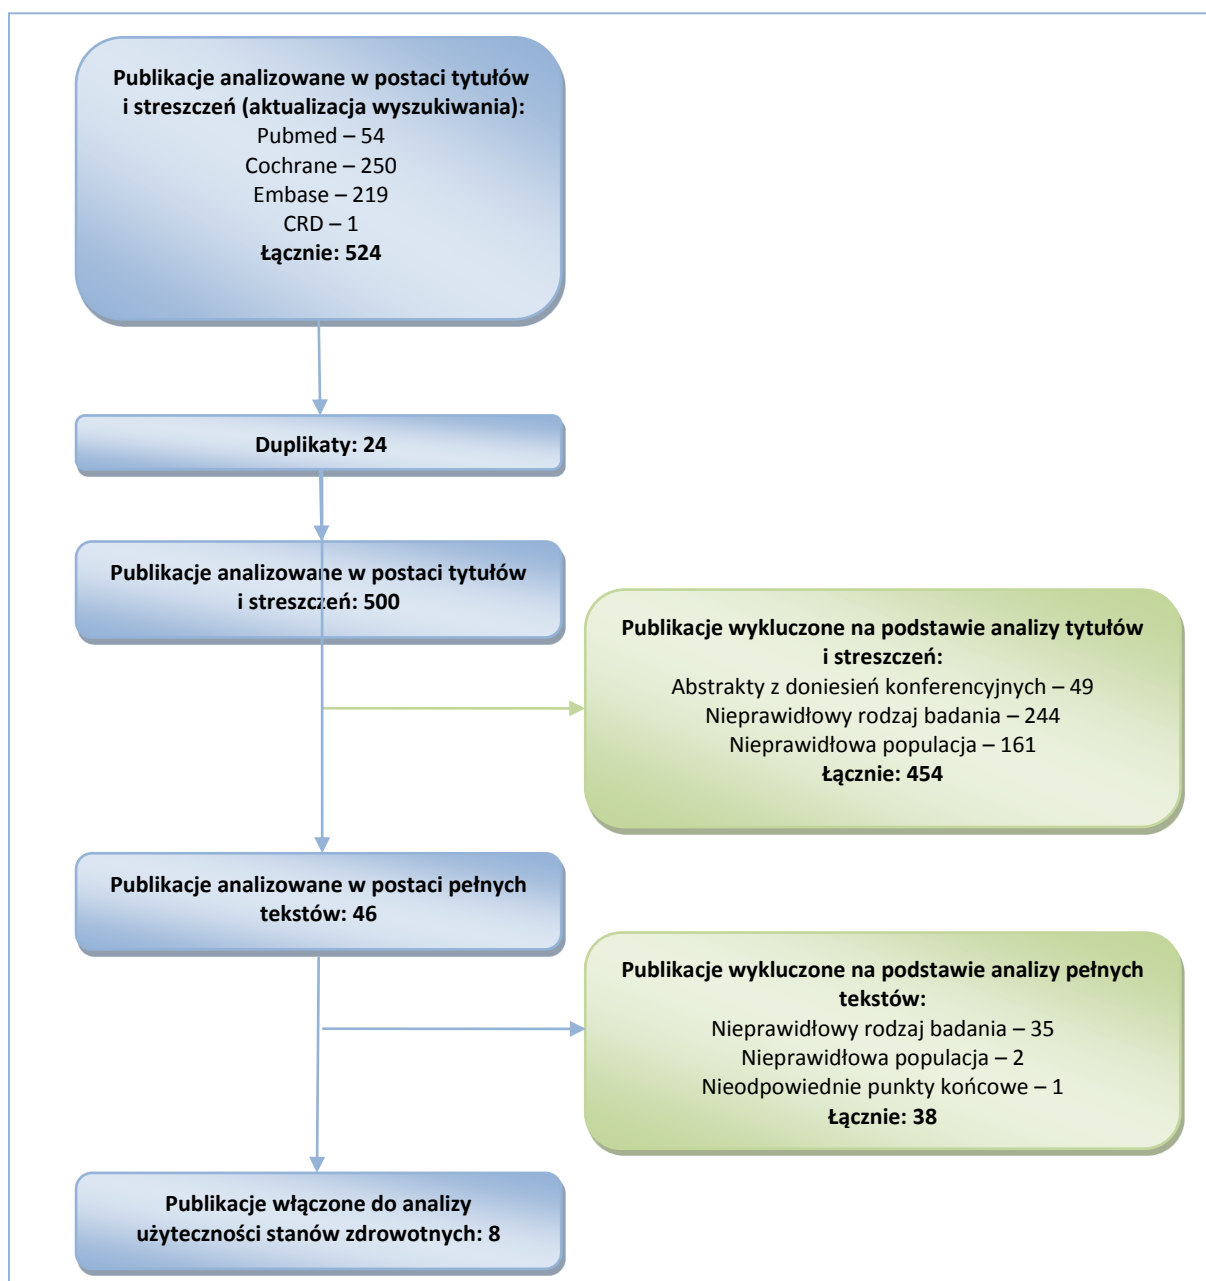 Publikacje analizowane w postaci tytułów
i streszczeń (aktualizacja wyszukiwania):
Pubmed – 54
Cochrane – 250
Embase – 219
CRD – 1
Łącznie: 524
Duplikaty: 24
Publikacje analizowane w postaci tytułów
i streszczeń: 500
Publikacje wykluczone na podstawie analizy tytułów
i streszczeń:
Abstrakty z doniesień konferencyjnych – 49
Nieprawidłowy rodzaj badania – 244
Nieprawidłowa populacja – 161
Łącznie: 454
Publikacje analizowane w postaci pełnych
tekstów: 46
Publikacje wykluczone na podstawie analizy pełnych
tekstów:
Nieprawidłowy rodzaj badania – 35
Nieprawidłowa populacja – 2
Nieodpowiednie punkty końcowe – 1
Łącznie: 38
Publikacje włączone do analizy
użyteczności stanów zdrowotnych: 8